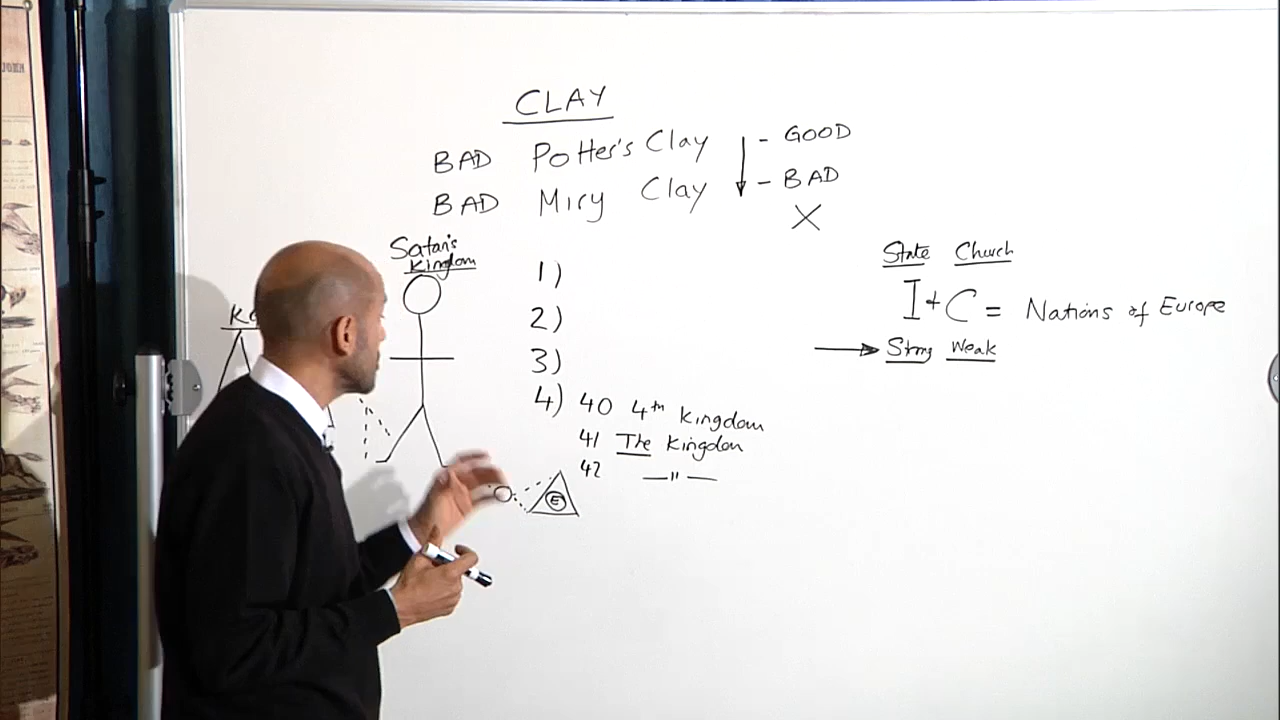 CLAY
BAD Potter's Clay - GOOD
BAD Miry Clay - BAD
X
Satan's
Kingdom
1)
2)
3)
4) 40 4th kingdom
41 The Kingdom
42 —"—
E
State Church
I + C = Nations of Europe
Strong Weak